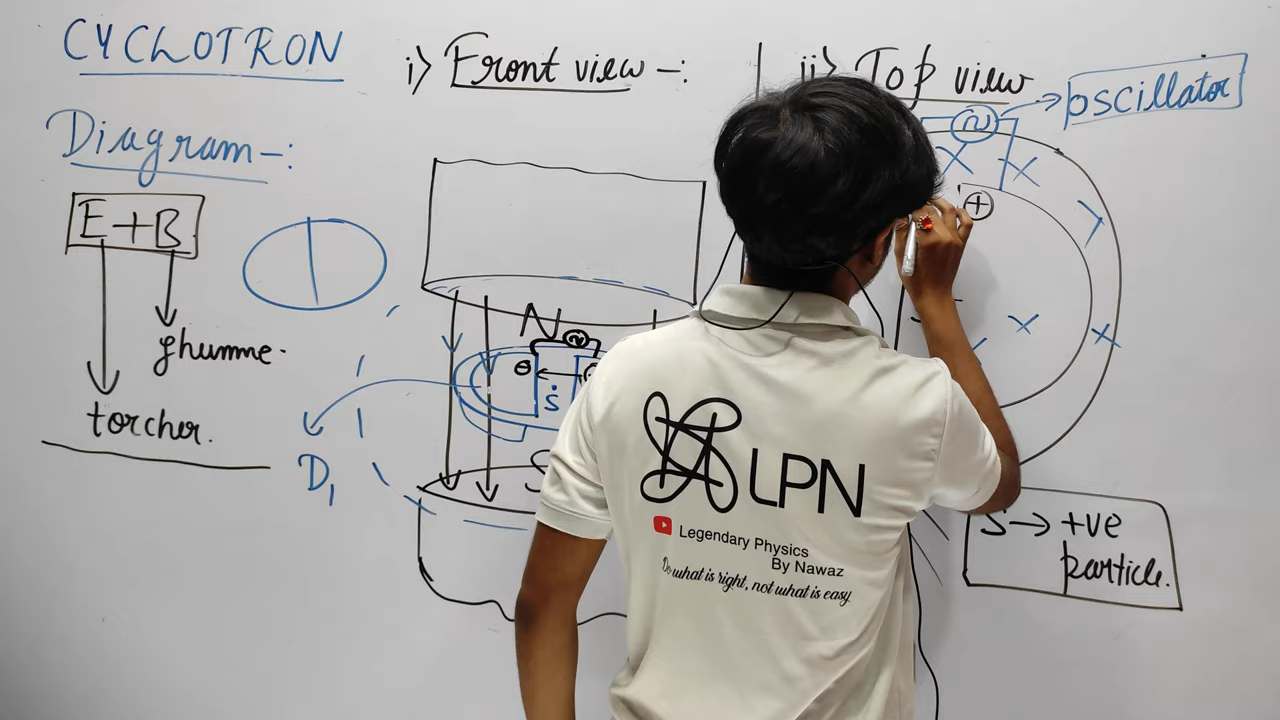 CYCLOTRON
i) Front view -:
ii) Top view
oscillator
Diagram -:
E+B
ghumne.
torcher.
N
S
D1
S → +ve
particle.
LPN
Legendary Physics
By Nawaz
Do what is right, not what is easy